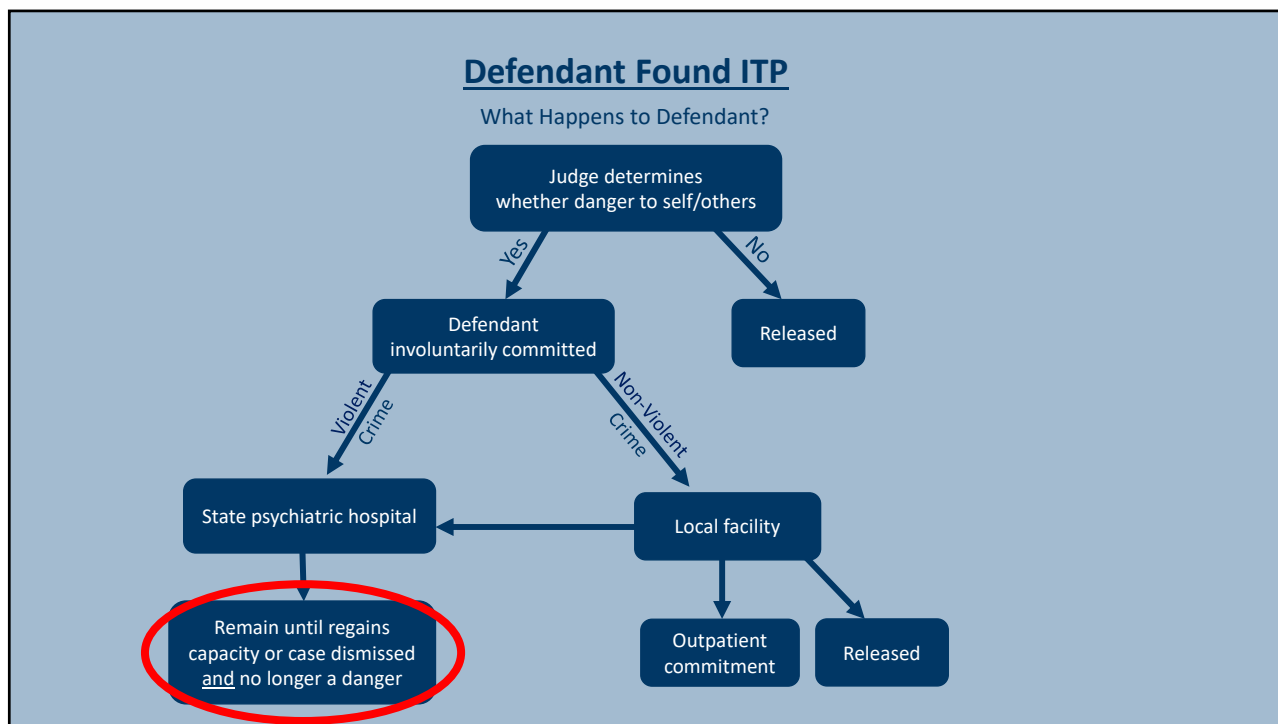 Defendant Found ITP
What Happens to Defendant?
Judge determines
whether danger to self/others
Yes
No
Defendant
involuntarily committed
Released
Violent
Crime
Non-Violent
Crime
State psychiatric hospital
Local facility
Remain until regains
capacity or case dismissed
and no longer a danger
Outpatient
commitment
Released